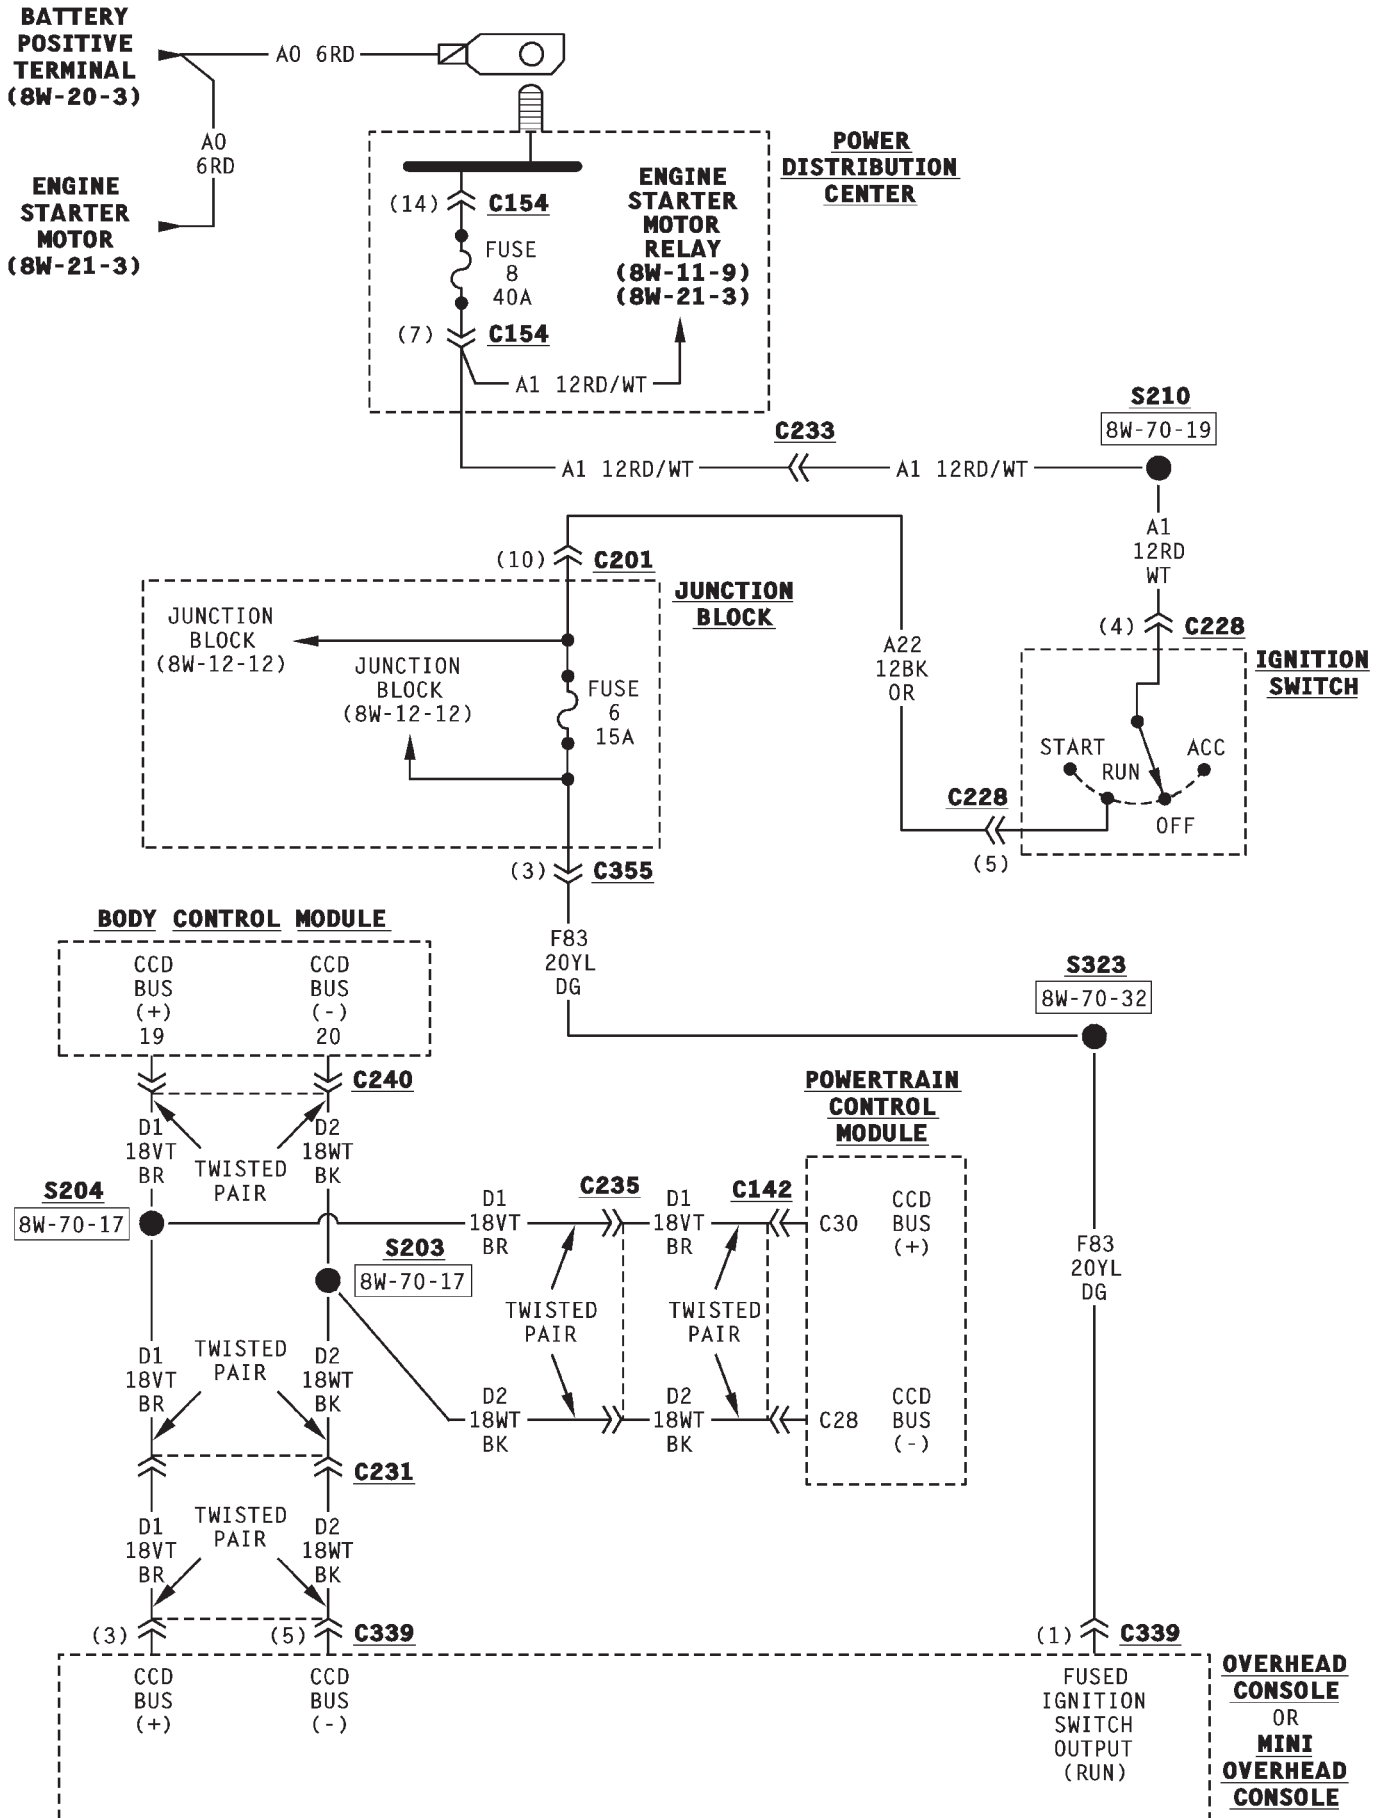 BATTERY
POSITIVE
TERMINAL
(8W-20-3)
A0 6RD
A0
6RD
ENGINE
STARTER
MOTOR
(8W-21-3)
POWER
DISTRIBUTION
CENTER
(14)
C154
FUSE
8
40A
(7)
C154
ENGINE
STARTER
MOTOR
RELAY
(8W-11-9)
(8W-21-3)
A1 12RD/WT
A1 12RD/WT
C233
A1 12RD/WT
S210
8W-70-19
A1
12RD
WT
(4)
C228
IGNITION
SWITCH
START
RUN
ACC
OFF
C228
(5)
A22
12BK
OR
(10)
C201
JUNCTION
BLOCK
JUNCTION
BLOCK
(8W-12-12)
JUNCTION
BLOCK
(8W-12-12)
FUSE
6
15A
(3)
C355
F83
20YL
DG
S323
8W-70-32
F83
20YL
DG
BODY CONTROL MODULE
CCD
BUS
(+)
19
CCD
BUS
(-)
20
C240
D1
18VT
BR
TWISTED
PAIR
D2
18WT
BK
S204
8W-70-17
S203
8W-70-17
D1
18VT
BR
C235
D1
18VT
BR
C142
POWERTRAIN
CONTROL
MODULE
C30
CCD
BUS
(+)
TWISTED
PAIR
TWISTED
PAIR
D2
18WT
BK
D2
18WT
BK
C28
CCD
BUS
(-)
D1
18VT
BR
TWISTED
PAIR
D2
18WT
BK
C231
D1
18VT
BR
TWISTED
PAIR
D2
18WT
BK
(3)
(5)
C339
(1)
C339
CCD
BUS
(+)
CCD
BUS
(-)
FUSED
IGNITION
SWITCH
OUTPUT
(RUN)
OVERHEAD
CONSOLE
OR
MINI
OVERHEAD
CONSOLE